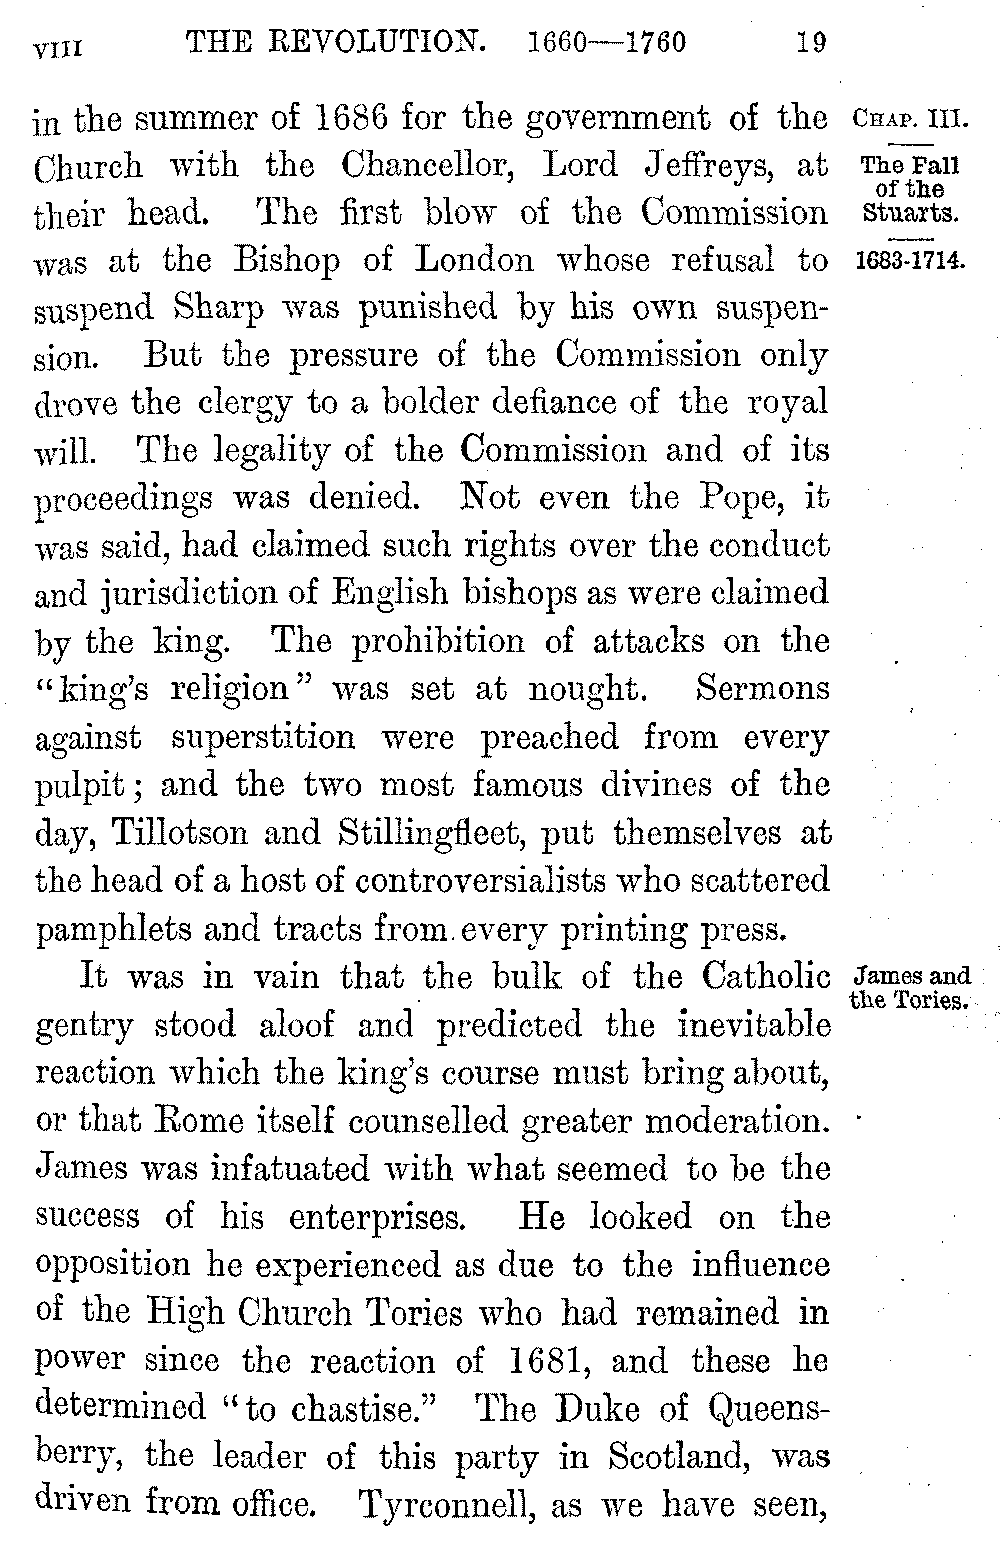 VIII THE REVOLUTION. 1660—1760 19
in the summer of 1686 for the government of the
Church with the Chancellor, Lord Jeffreys, at
their head. The first blow of the Commission
was at the Bishop of London whose refusal to
suspend Sharp was punished by his own suspen-
sion. But the pressure of the Commission only
drove the clergy to a bolder defiance of the royal
will. The legality of the Commission and of its
proceedings was denied. Not even the Pope, it
was said, had claimed such rights over the conduct
and jurisdiction of English bishops as were claimed
by the king. The prohibition of attacks on the
“king’s religion” was set at nought. Sermons
against superstition were preached from every
pulpit; and the two most famous divines of the
day, Tillotson and Stillingfleet, put themselves at
the head of a host of controversialists who scattered
pamphlets and tracts from every printing press.
It was in vain that the bulk of the Catholic
gentry stood aloof and predicted the inevitable
reaction which the king’s course must bring about,
or that Rome itself counselled greater moderation.
James was infatuated with what seemed to be the
success of his enterprises. He looked on the
opposition he experienced as due to the influence
of the High Church Tories who had remained in
power since the reaction of 1681, and these he
determined “to chastise.” The Duke of Queens-
berry, the leader of this party in Scotland, was
driven from office. Tyrconnell, as we have seen,
CHAP. III.
The Fall
of the
Stuarts.
1683-1714.
James and
the Tories.